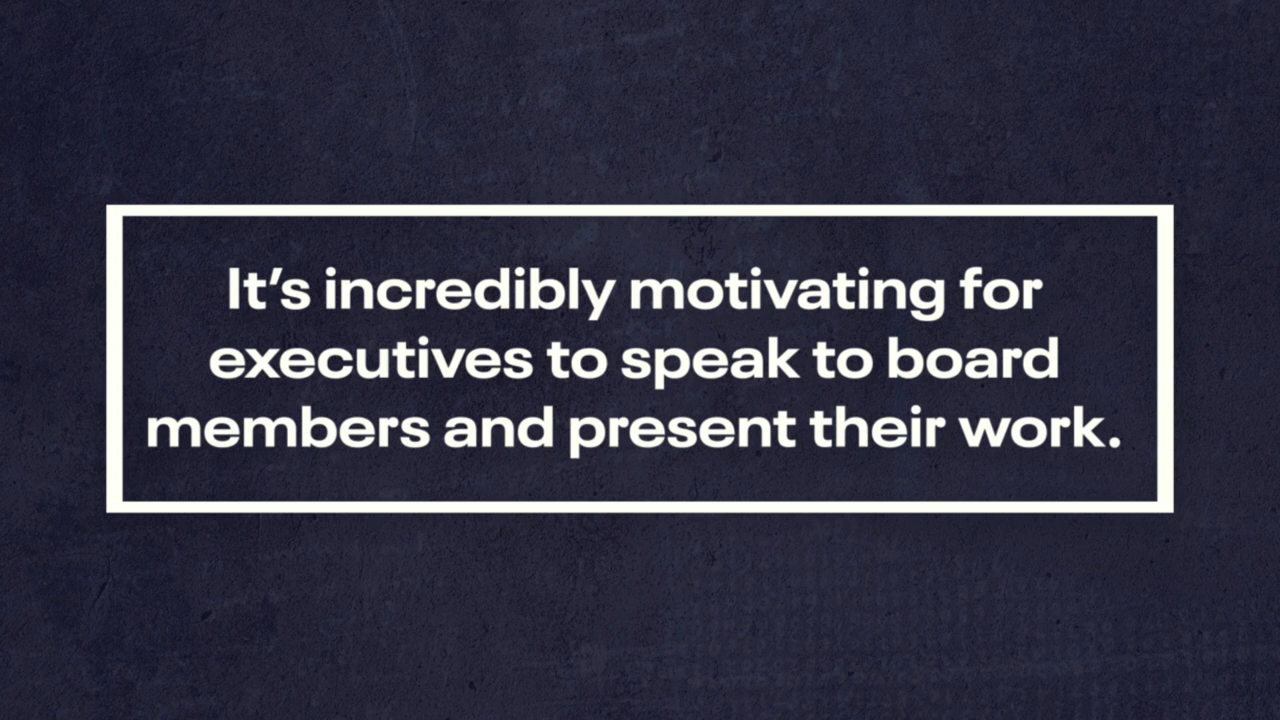 It’s incredibly motivating for
executives to speak to board
members and present their work.